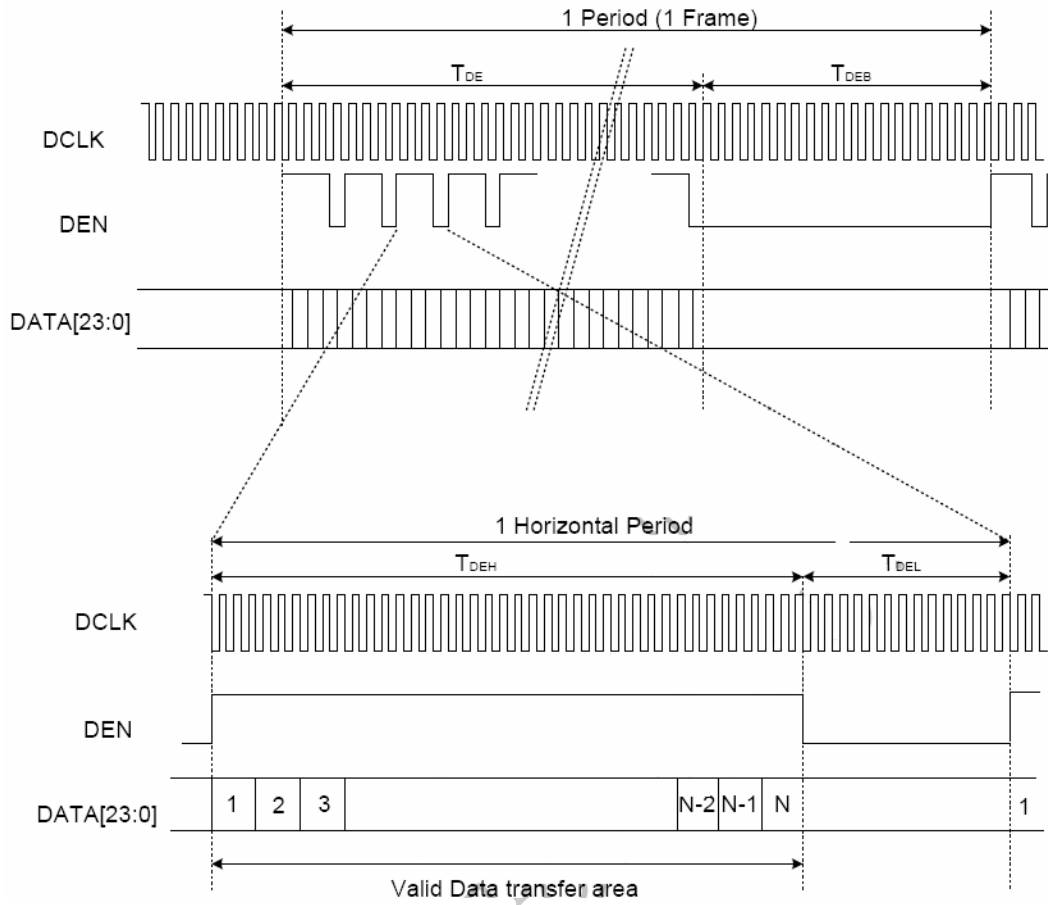 1 Period (1 Frame)
TDE
TDEB
DCLK
DEN
DATA[23:0]
1 Horizontal Period
TDEH
TDEL
DCLK
DEN
DATA[23:0]
1 2 3 N-2 N-1 N 1
Valid Data transfer area